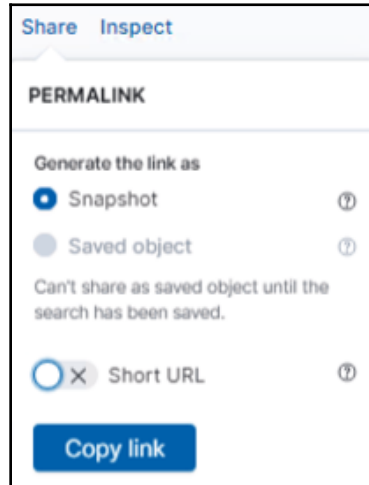 Share Inspect
PERMALINK
Generate the link as
Snapshot
Saved object
Can't share as saved object until the
search has been saved.
Short URL
Copy link